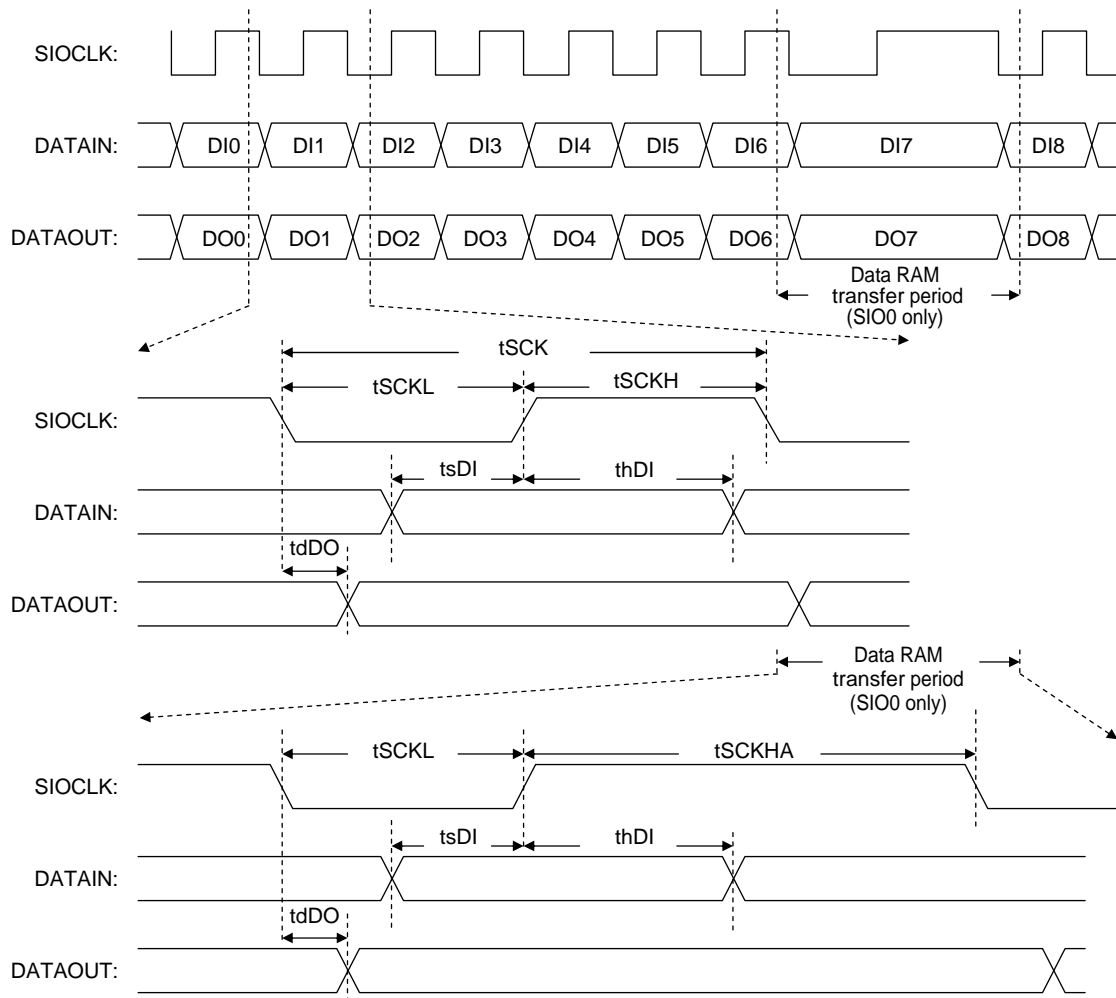 SIOCLK:
DATAIN: DI0 DI1 DI2 DI3 DI4 DI5 DI6 DI7 DI8
DATAOUT: DO0 DO1 DO2 DO3 DO4 DO5 DO6 DO7 DO8
Data RAM
transfer period
(SIO0 only)
tSCK
tSCKL tSCKH
SIOCLK:
tsDI thDI
DATAIN:
tdDO
DATAOUT:
Data RAM
transfer period
(SIO0 only)
tSCKL tSCKHA
SIOCLK:
tsDI thDI
DATAIN:
tdDO
DATAOUT: